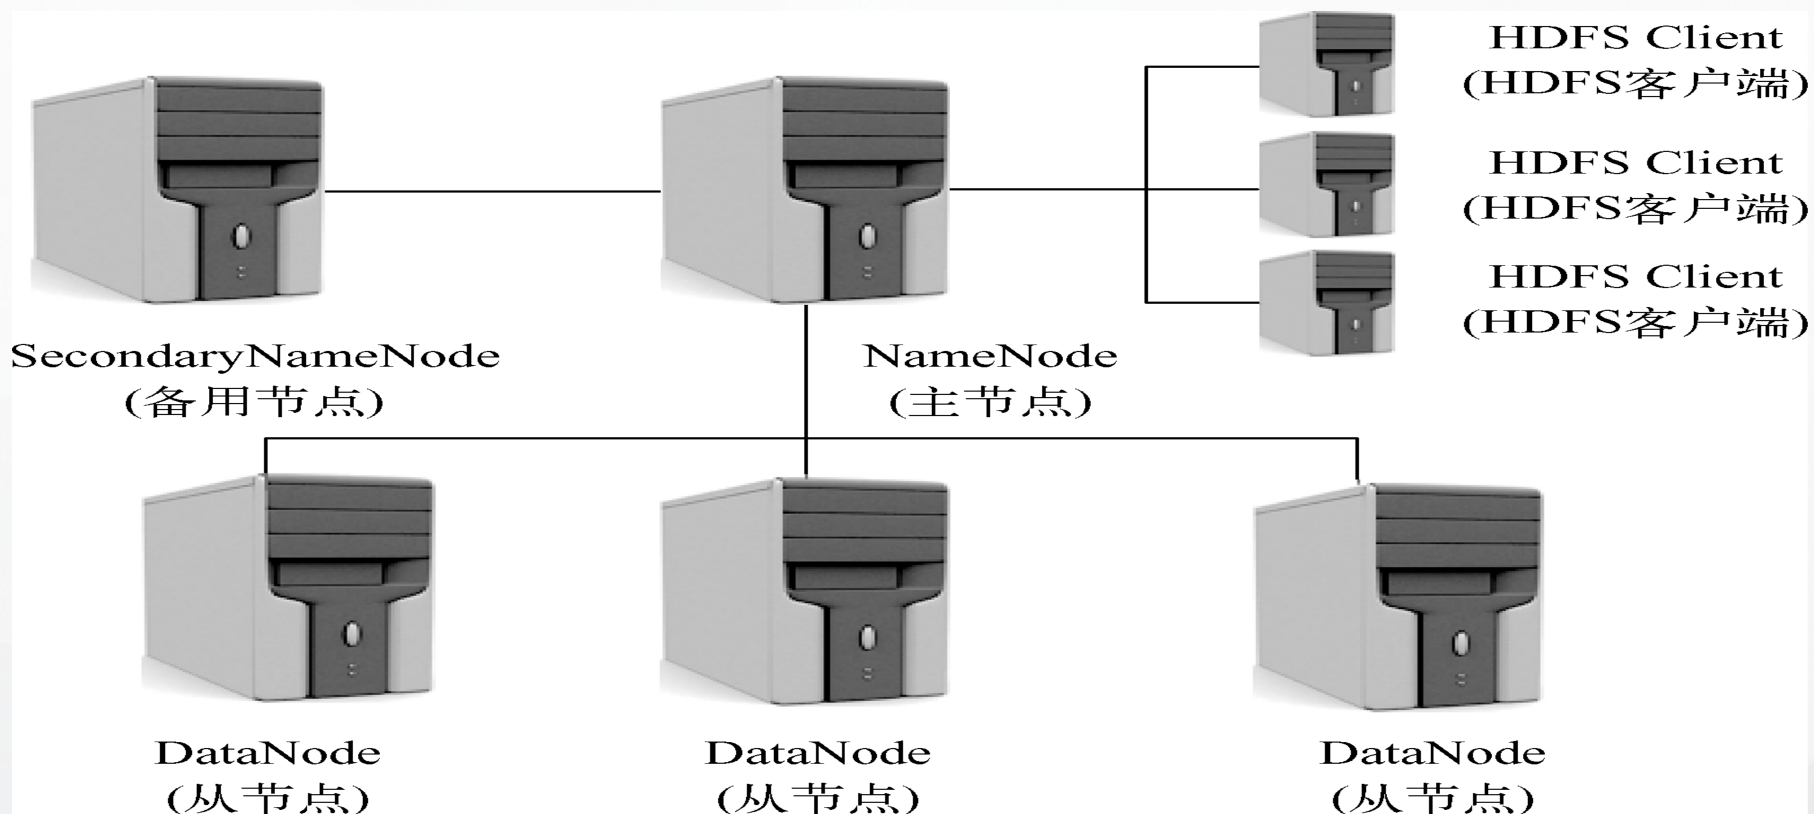 HDFS Client
(HDFS客户端)
HDFS Client
(HDFS客户端)
HDFS Client
(HDFS客户端)
SecondaryNameNode
(备用节点)
NameNode
(主节点)
DataNode
(从节点)
DataNode
(从节点)
DataNode
(从节点)